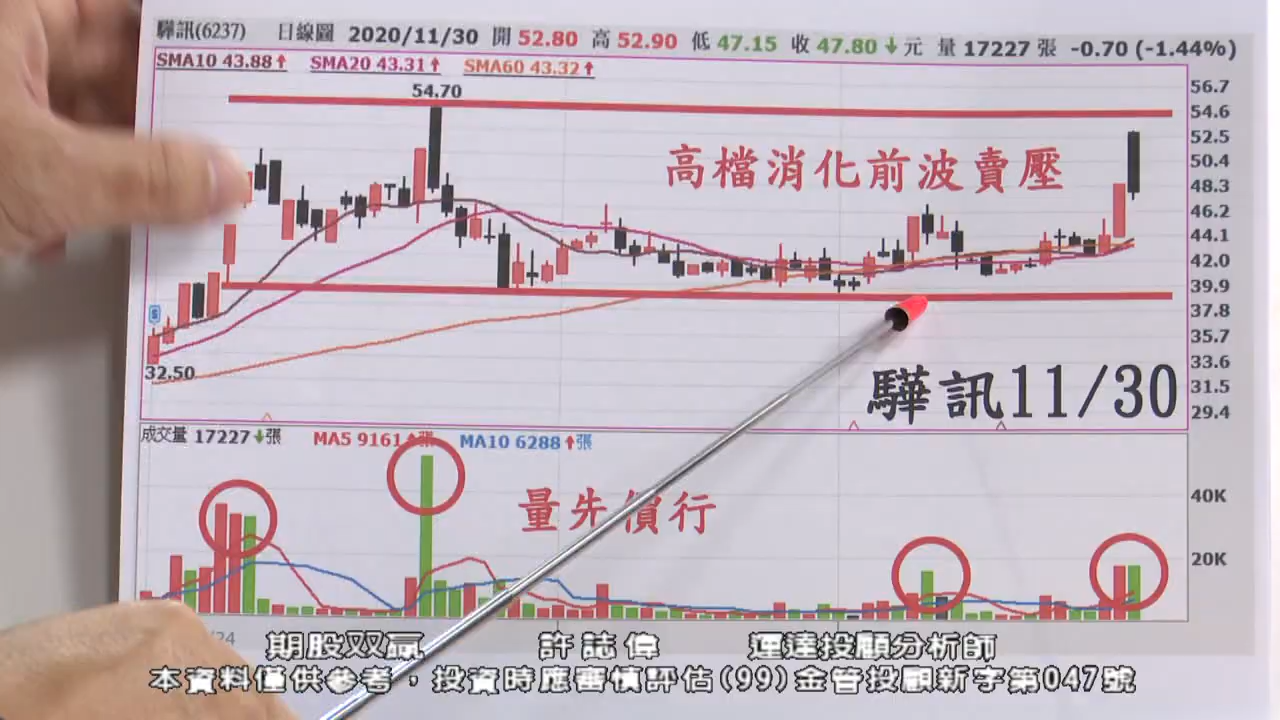 驊訊(6237) 日線圖 2020/11/30 開 52.80 高 52.90 低 47.15 收 47.80↓元 量 17227 張 -0.70 (-1.44%)
SMA10 43.88↑ SMA20 43.31↑ SMA60 43.32↑
54.70
56.7
54.6
52.5
50.4
48.3
46.2
44.1
42.0
39.9
37.8
35.7
33.6
31.5
29.4
高檔消化前波賣壓
S
32.50
驊訊11/30
成交量 17227↓張 MA5 9161↑張 MA10 6288↑張
40K
20K
量先價行
/24
期股双贏 許誌偉 運達投顧分析師
本資料僅供參考，投資時應審慎評估(99)金管投顧新字第047號